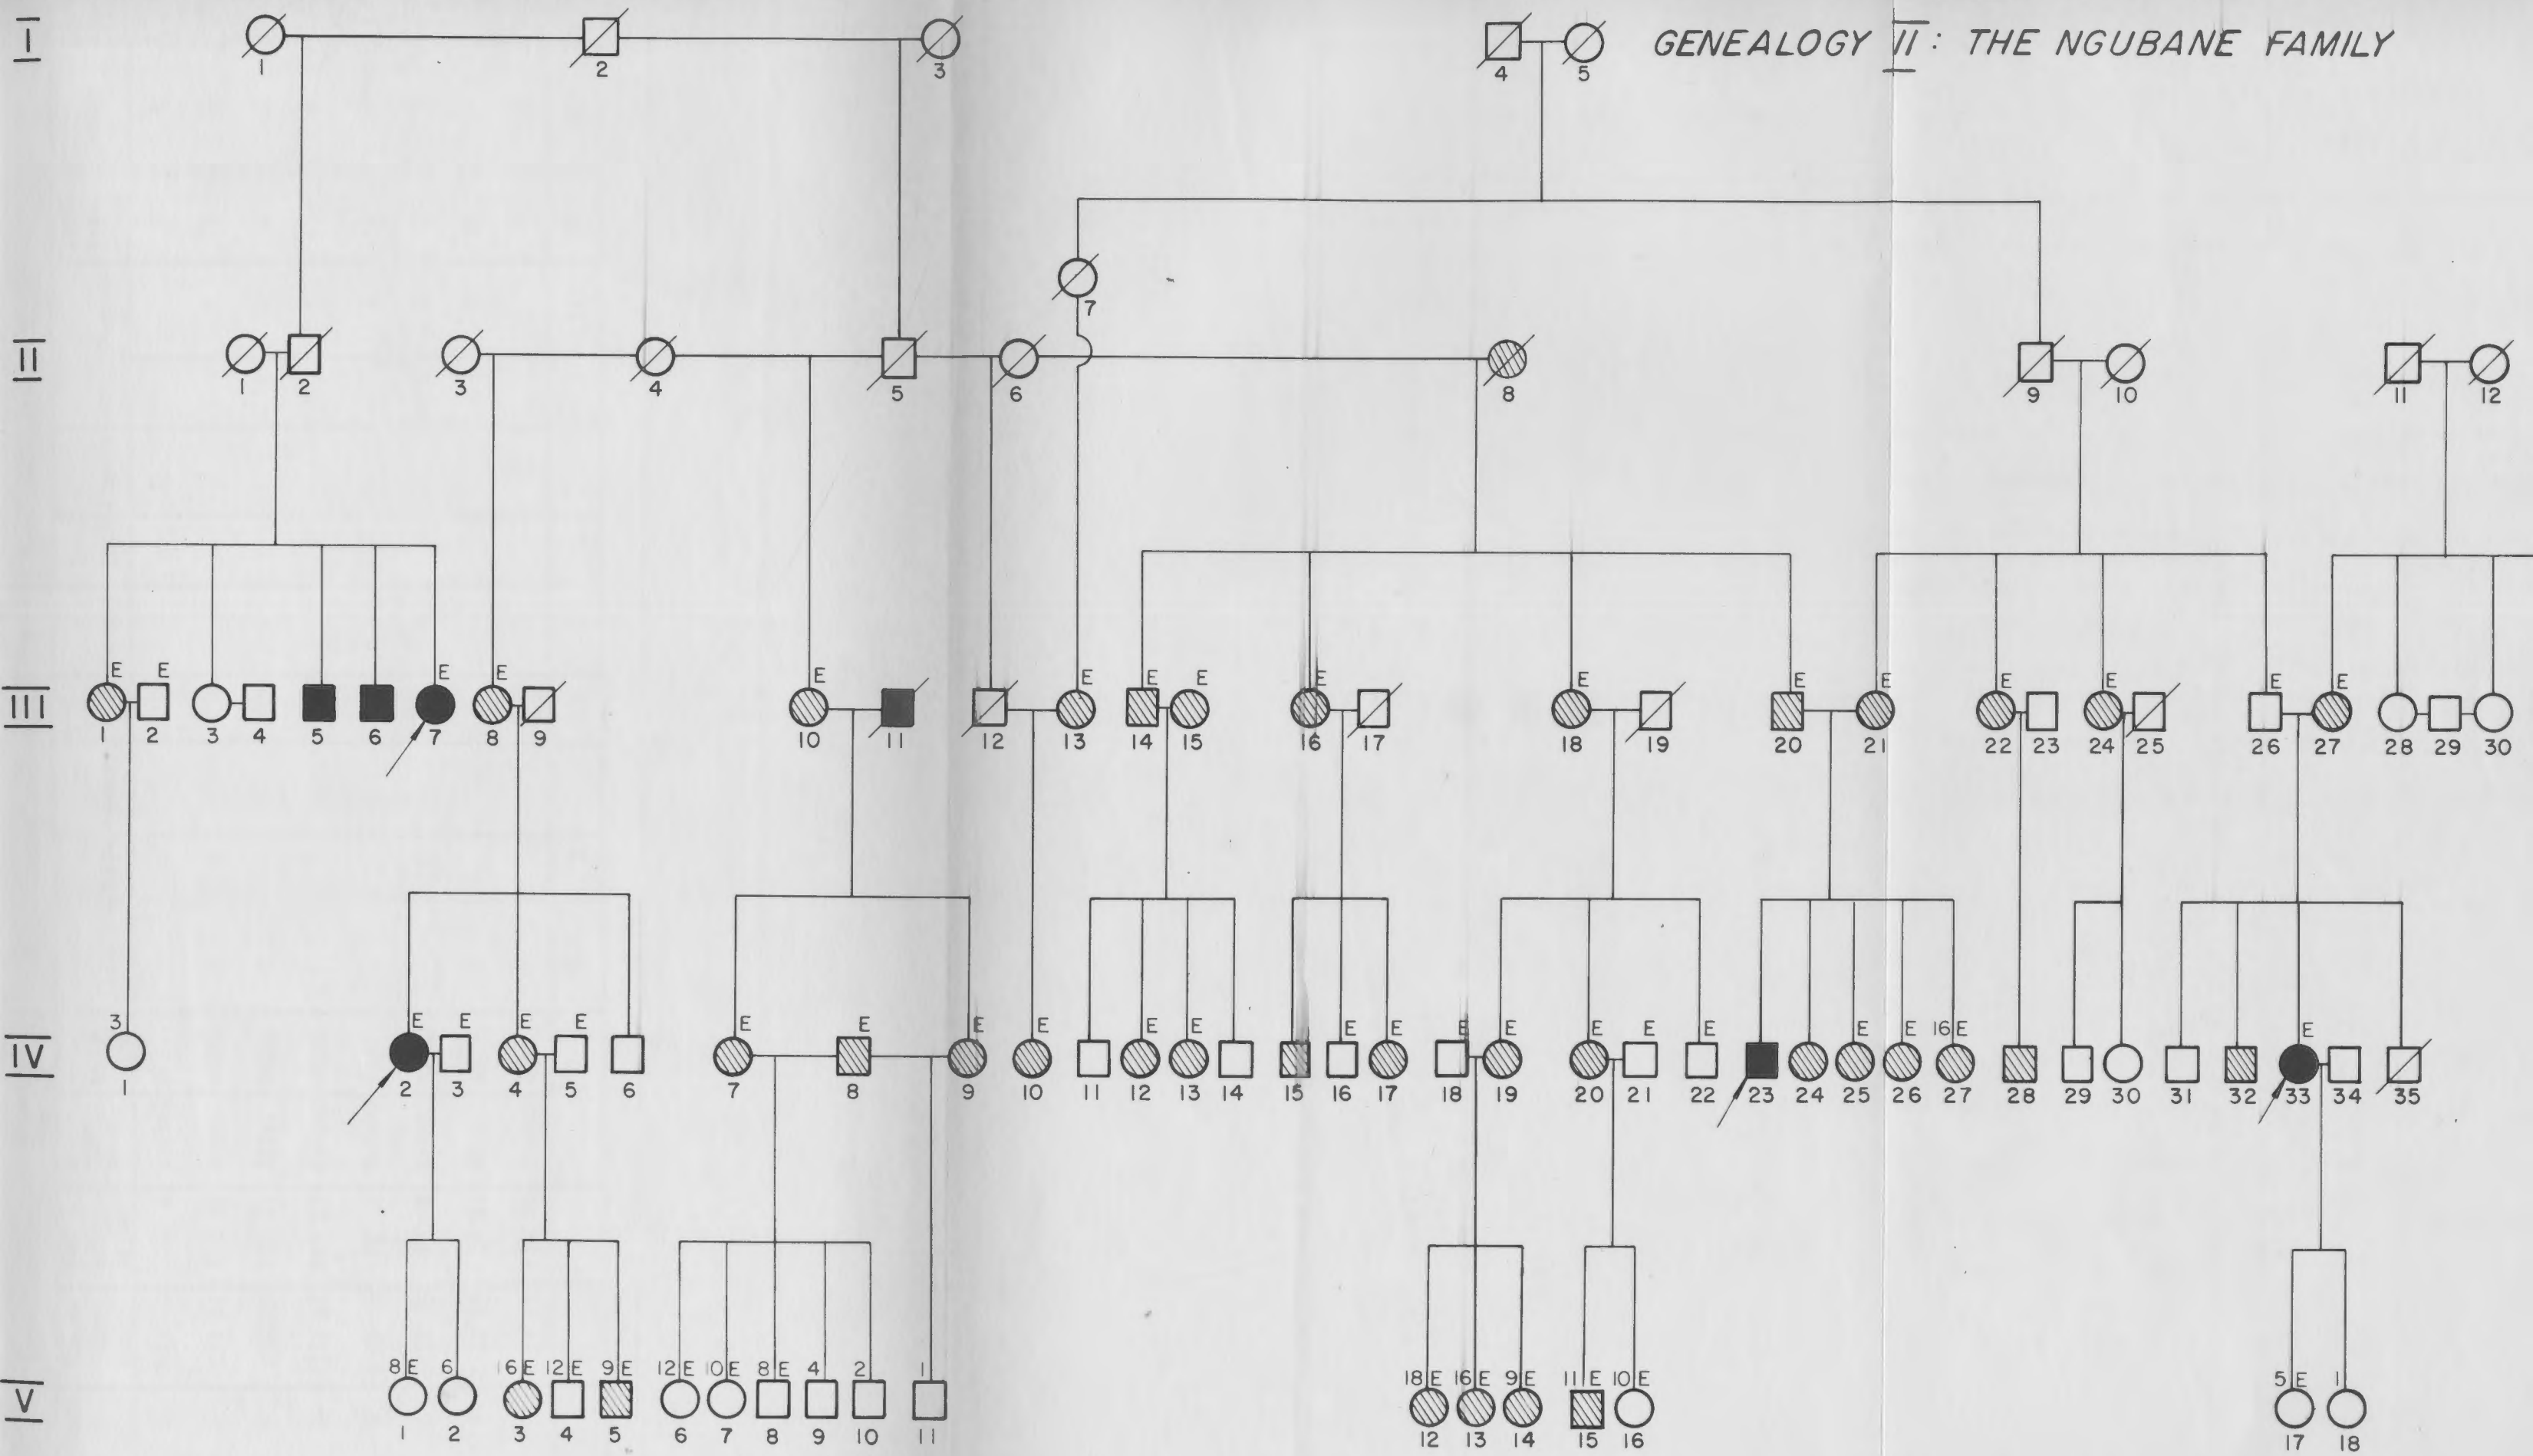 I
GENEALOGY II: THE NGUBANE FAMILY
1 2 3 4 5
7
II
1 2 3 4 5 6 8 9 10 11 12
E E E E E E E E E E E E E E E E
III
1 2 3 4 5 6 7 8 9 10 11 12 13 14 15 16 17 18 19 20 21 22 23 24 25 26 27 28 29 30
3 E E E E E E E E E E E E E E E E E E 16 E E
IV
1 2 3 4 5 6 7 8 9 10 11 12 13 14 15 16 17 18 19 20 21 22 23 24 25 26 27 28 29 30 31 32 33 34 35
8 E 6 16 E 12 E 9 E 12 E 10 E 8 E 4 2 1 18 E 16 E 9 E 11 E 10 E 5 E 1
V
1 2 3 4 5 6 7 8 9 10 11 12 13 14 15 16 17 18